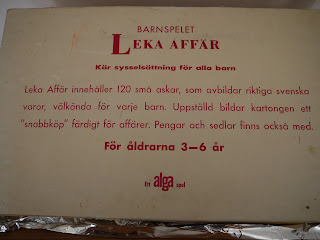 BARNSPELET
LEKA AFFÄR
Kär sysselsättning för alla barn
Leka Affär innehåller 120 små askar, som avbildar riktiga svenska
varor, välkända för varje barn. Uppställd bildar kartongen ett
"snabbköp" färdigt för affärer. Pengar och sedlar finns också med.
För åldrarna 3—6 år
En alga spel